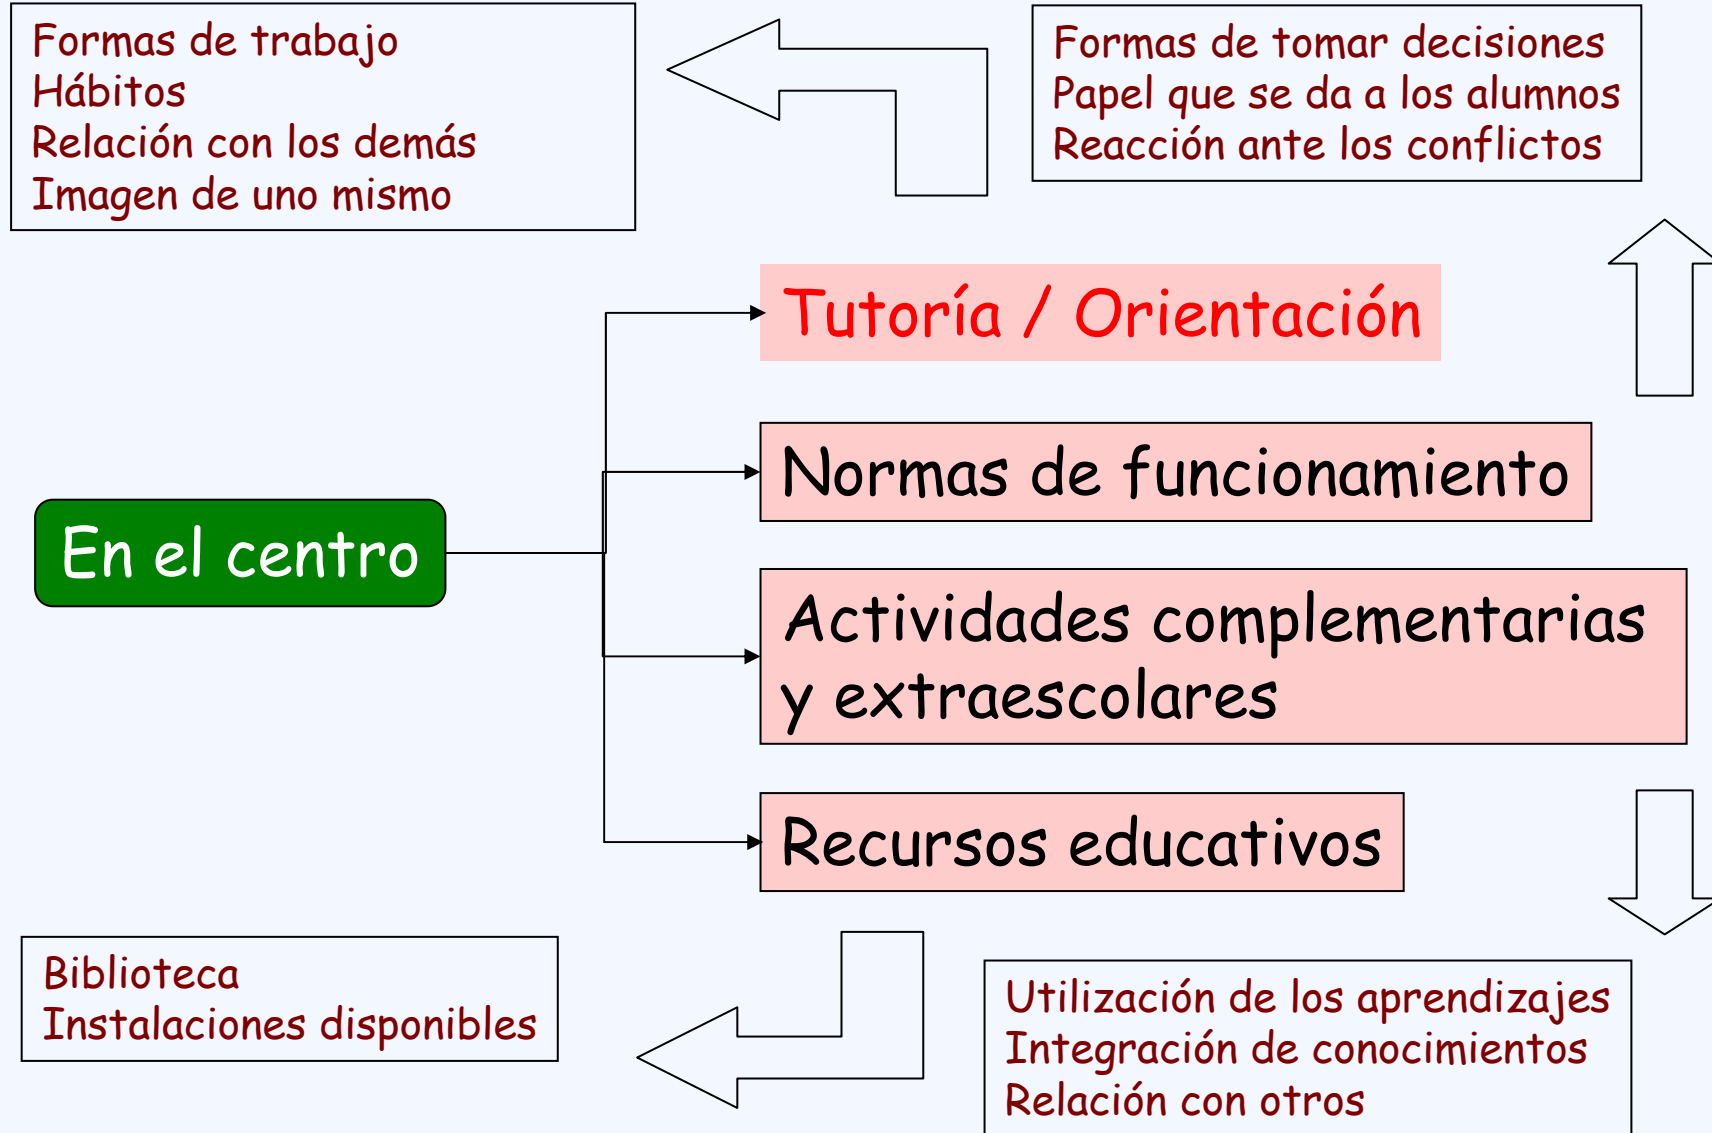 Formas de trabajo
Hábitos
Relación con los demás
Imagen de uno mismo
Formas de tomar decisiones
Papel que se da a los alumnos
Reacción ante los conflictos
Tutoría / Orientación
Normas de funcionamiento
En el centro
Actividades complementarias
y extraescolares
Recursos educativos
Biblioteca
Instalaciones disponibles
Utilización de los aprendizajes
Integración de conocimientos
Relación con otros